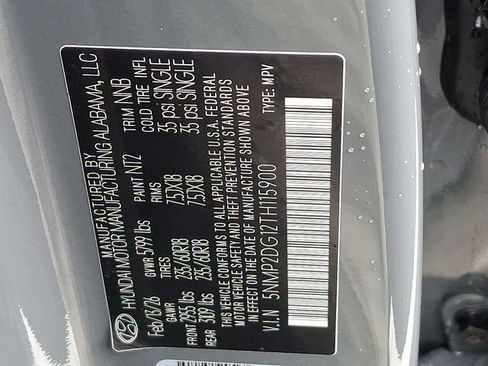 MANUFACTURED BY
HYUNDAI MOTOR MANUFACTURING ALABAMA, LLC
Feb/13/26 GVWR 5099 lbs PAINT NT2 TRIM NNB
GAWR TIRES RIMS COLD TIRE INFL
FRONT 2955 lbs 235/60R18 7.5JX18 35 psi SINGLE
REAR 3019 lbs 235/60R18 7.5JX18 35 psi SINGLE
THIS VEHICLE CONFORMS TO ALL APPLICABLE U.S.A. FEDERAL
MOTOR VEHICLE SAFETY AND THEFT PREVENTION STANDARDS
IN EFFECT ON THE DATE OF MANUFACTURE SHOWN ABOVE
V.I.N 5NMP2DG12TH115900 TYPE: MPV